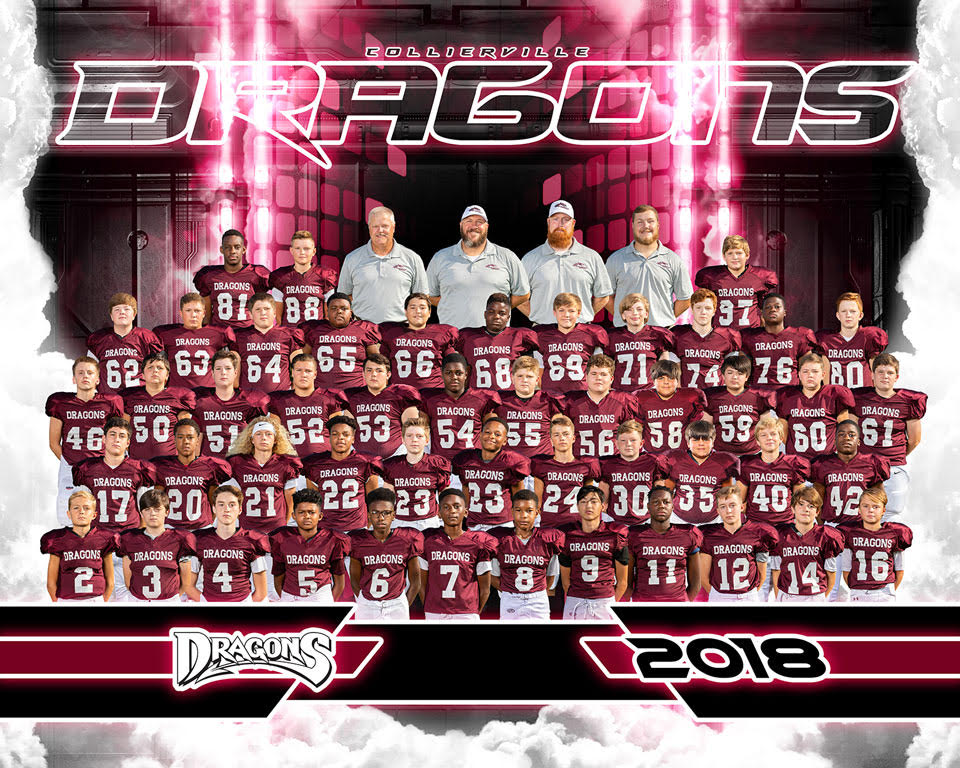 COLLIERVILLE
DRAGONS
DRAGONS 81
DRAGONS 88
DRAGONS 97
DRAGONS 62
DRAGONS 63
DRAGONS 64
DRAGONS 65
DRAGONS 66
DRAGONS 68
DRAGONS 69
DRAGONS 71
DRAGONS 74
DRAGONS 76
DRAGONS 80
DRAGONS 46
DRAGONS 50
DRAGONS 51
DRAGONS 52
DRAGONS 53
DRAGONS 54
DRAGONS 55
DRAGONS 56
DRAGONS 58
DRAGONS 59
DRAGONS 60
DRAGONS 61
DRAGONS 17
DRAGONS 20
DRAGONS 21
DRAGONS 22
DRAGONS 23
DRAGONS 23
DRAGONS 24
DRAGONS 30
DRAGONS 35
DRAGONS 40
DRAGONS 42
DRAGONS 2
DRAGONS 3
DRAGONS 4
DRAGONS 5
DRAGONS 6
DRAGONS 7
DRAGONS 8
DRAGONS 9
DRAGONS 11
DRAGONS 12
DRAGONS 14
DRAGONS 16
DRAGONS
2018